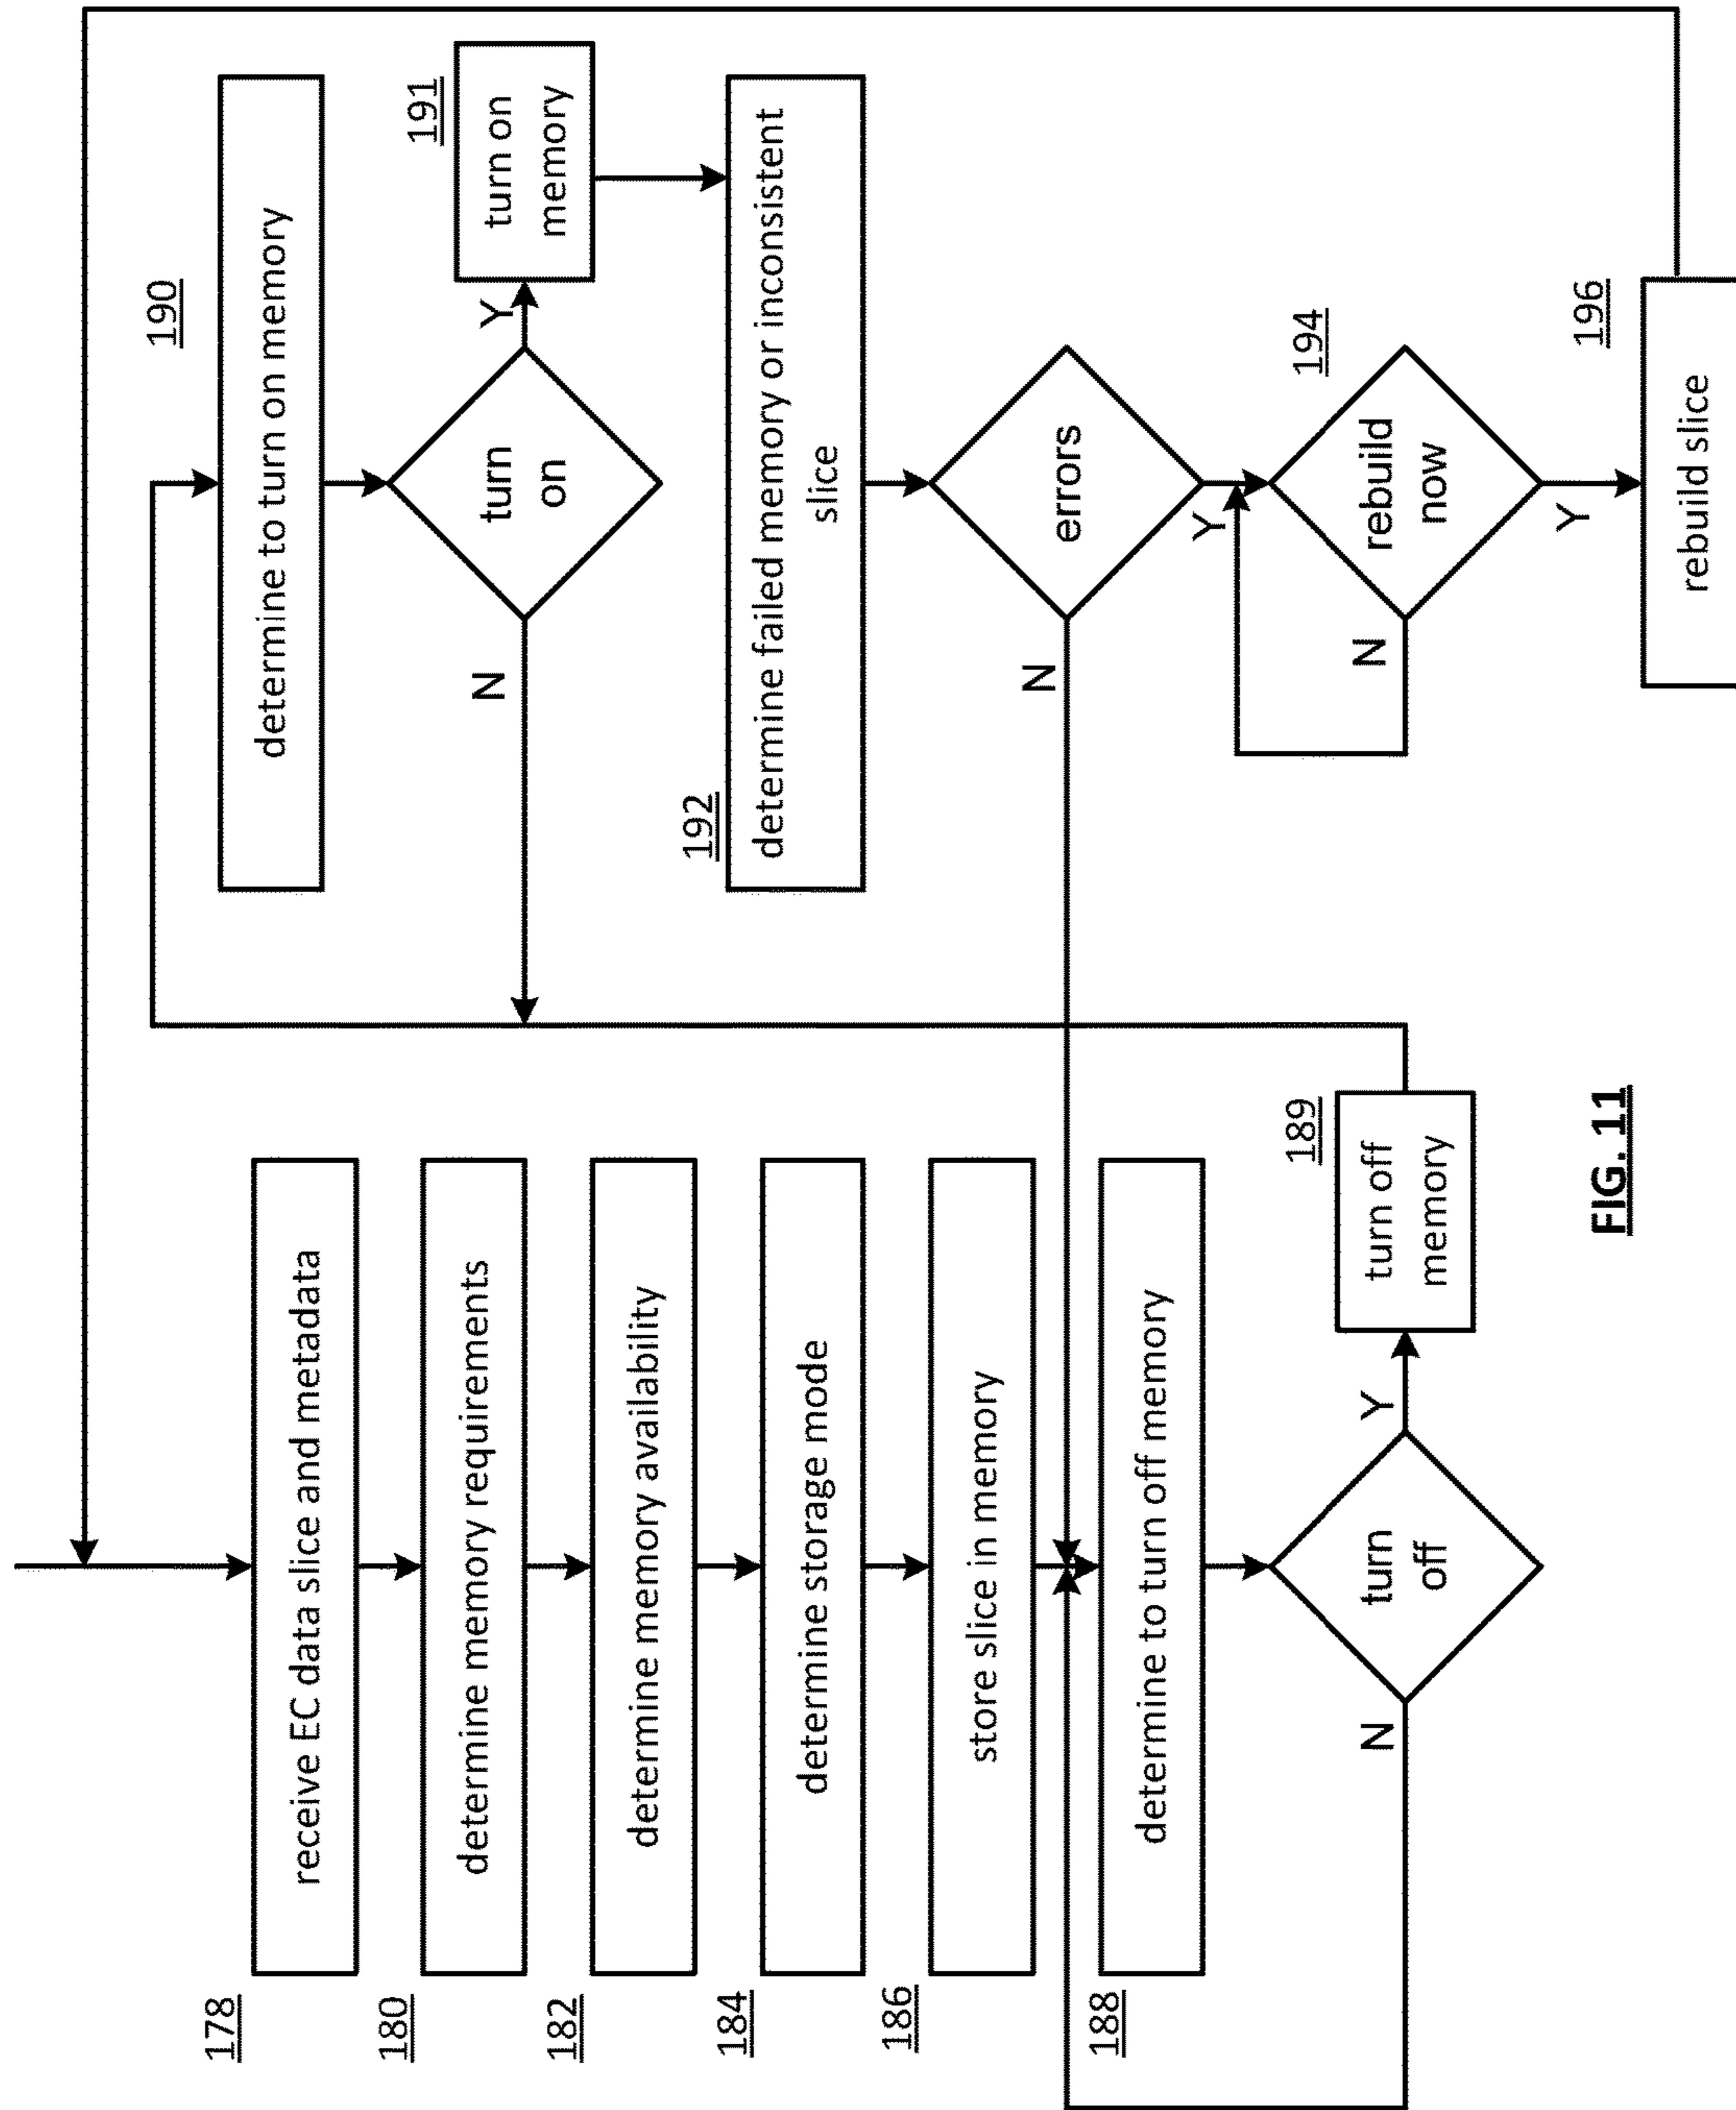 178
receive EC data slice and metadata
180
determine memory requirements
182
determine memory availability
184
determine storage mode
186
store slice in memory
188
determine to turn off memory
turn
off
N
Y
189
turn off
memory
190
determine to turn on memory
turn
on
N
Y
191
turn on
memory
192
determine failed memory or inconsistent
slice
errors
N
Y
194
rebuild
now
N
Y
196
rebuild slice
FIG. 11